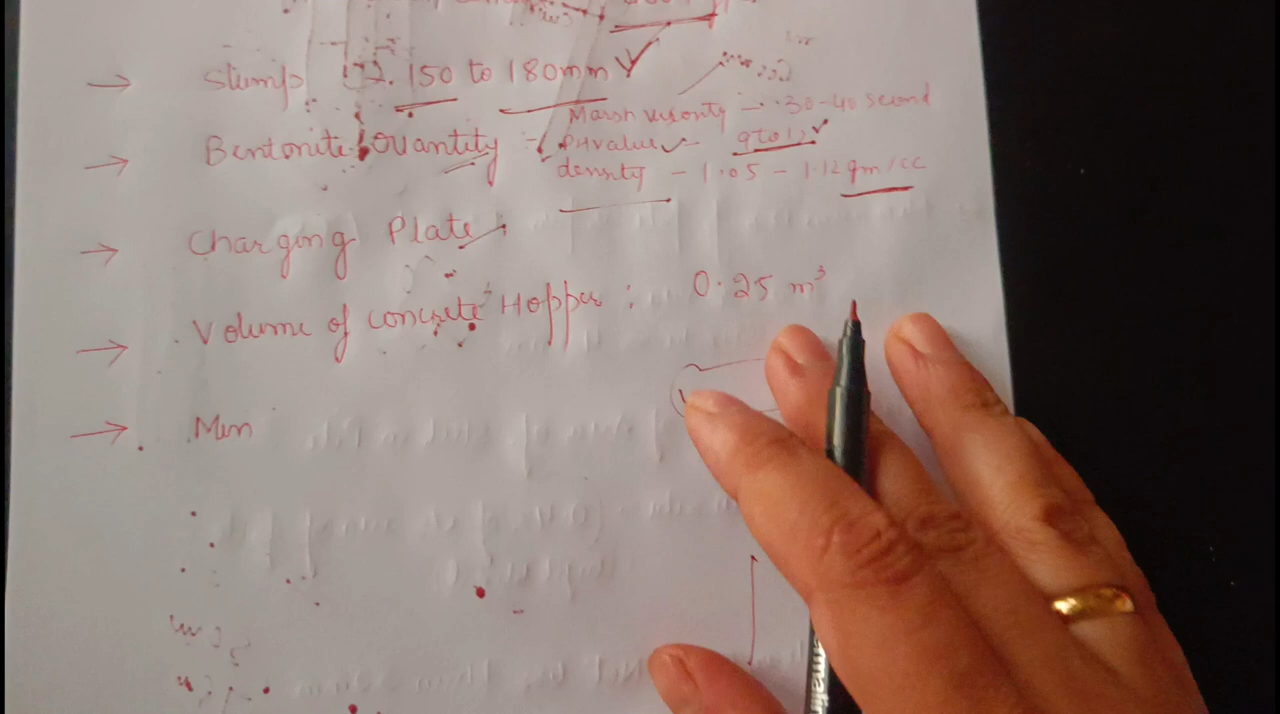 → Slump : 150 to 180mm ✓
Marsh viscosity - 30-40 second
→ Bentonite Quantity :- PH value - 9 to 12 ✓
density - 1.05 - 1.12 gm/cc
→ Charging Plate :
→ Volume of concrete Hopper : 0.25 m³
→ Min